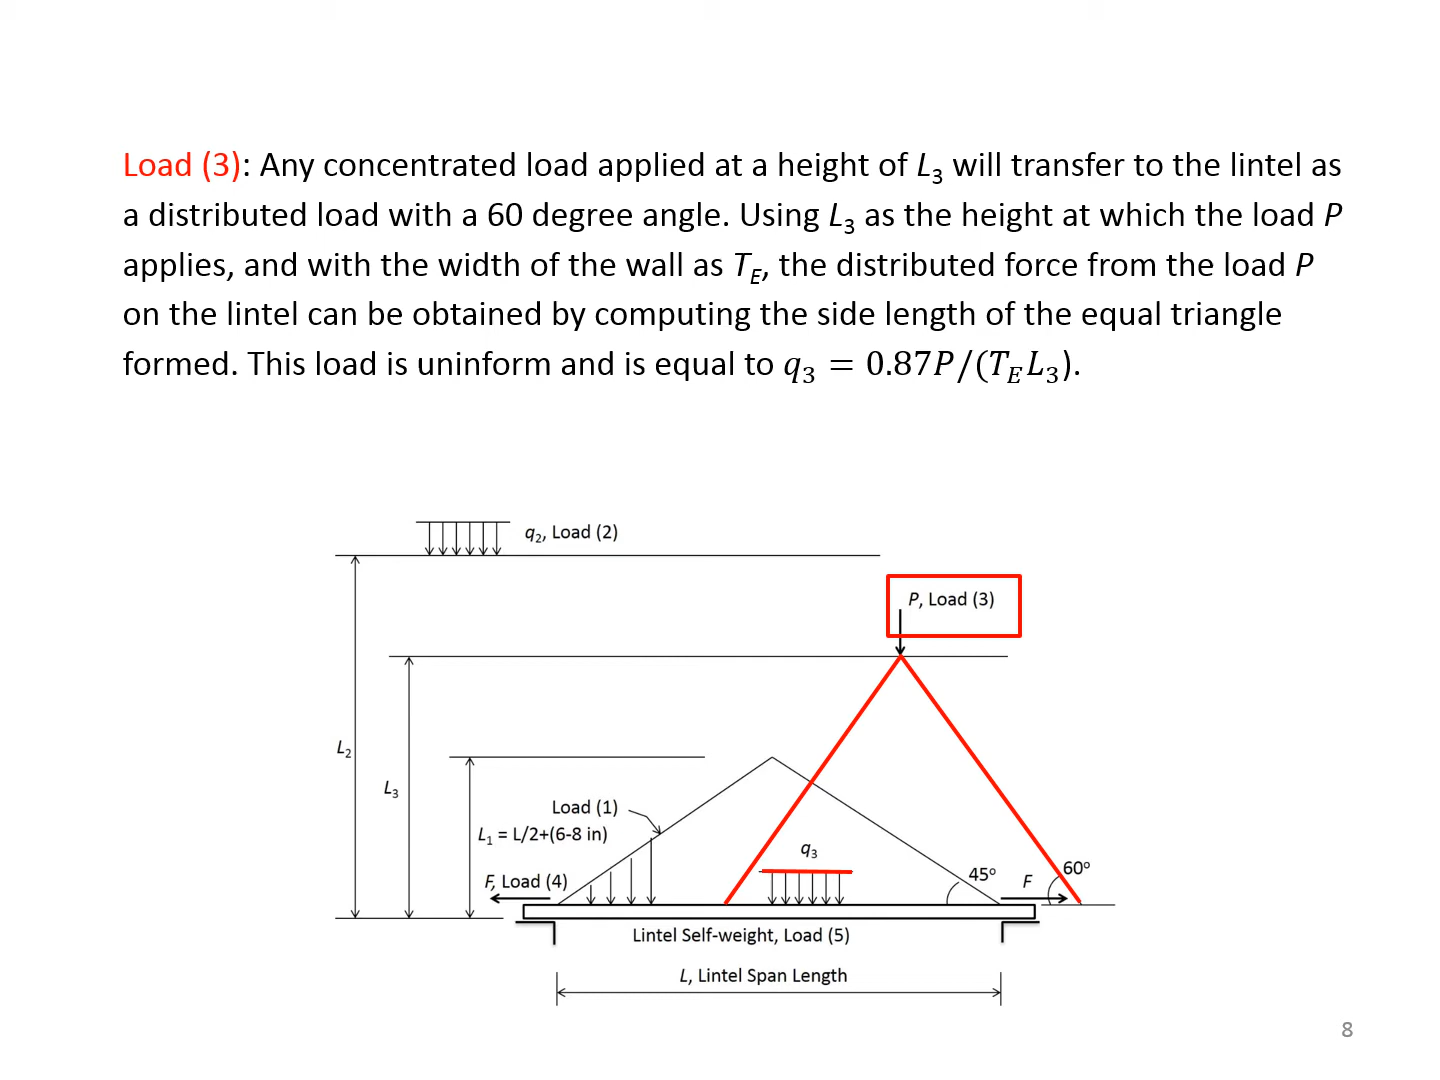 Load (3): Any concentrated load applied at a height of L₃ will transfer to the lintel as
a distributed load with a 60 degree angle. Using L₃ as the height at which the load P
applies, and with the width of the wall as T_E, the distributed force from the load P
on the lintel can be obtained by computing the side length of the equal triangle
formed. This load is uninform and is equal to q₃ = 0.87P/(T_E L₃).
q₂, Load (2)
P, Load (3)
L₂
L₃
Load (1)
L₁ = L/2+(6-8 in)
q₃
F, Load (4)
45°
F
60°
Lintel Self-weight, Load (5)
L, Lintel Span Length
8